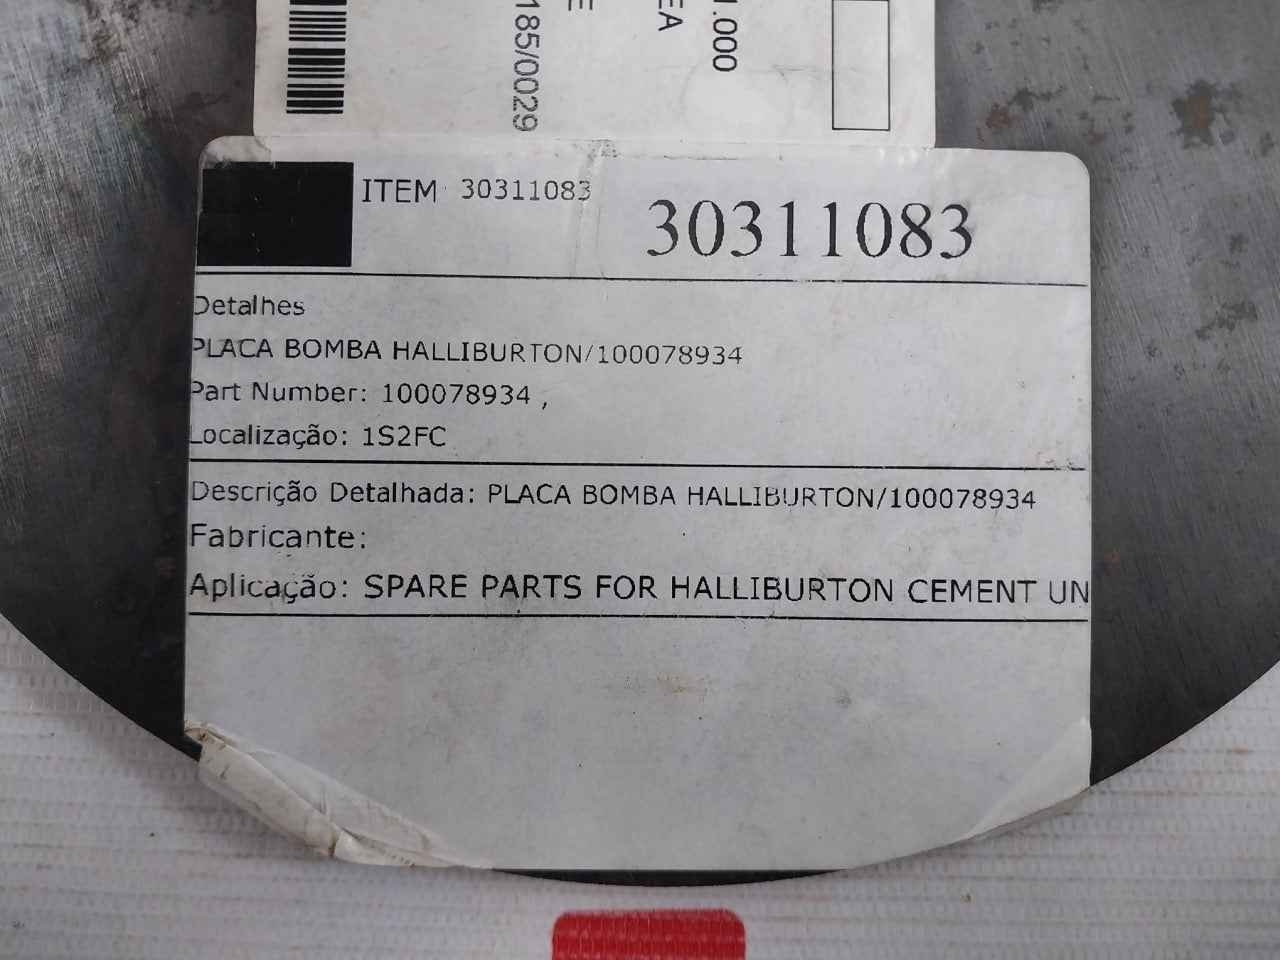 1.000
EA
E
185/0029
ITEM 30311083
30311083
Detalhes
PLACA BOMBA HALLIBURTON/100078934
Part Number: 100078934 ,
Localização: 1S2FC
Descrição Detalhada: PLACA BOMBA HALLIBURTON/100078934
Fabricante:
Aplicação: SPARE PARTS FOR HALLIBURTON CEMENT UN